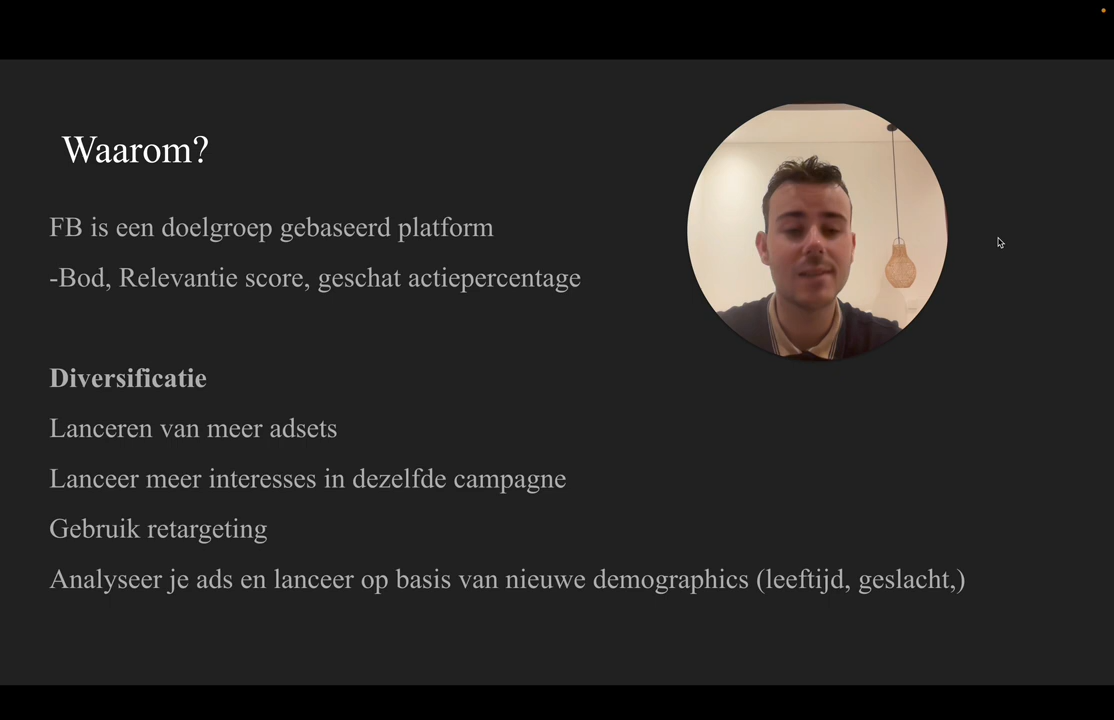 Waarom?
FB is een doelgroep gebaseerd platform
-Bod, Relevantie score, geschat actiepercentage
Diversificatie
Lanceren van meer adsets
Lanceer meer interesses in dezelfde campagne
Gebruik retargeting
Analyseer je ads en lanceer op basis van nieuwe demographics (leeftijd, geslacht,)